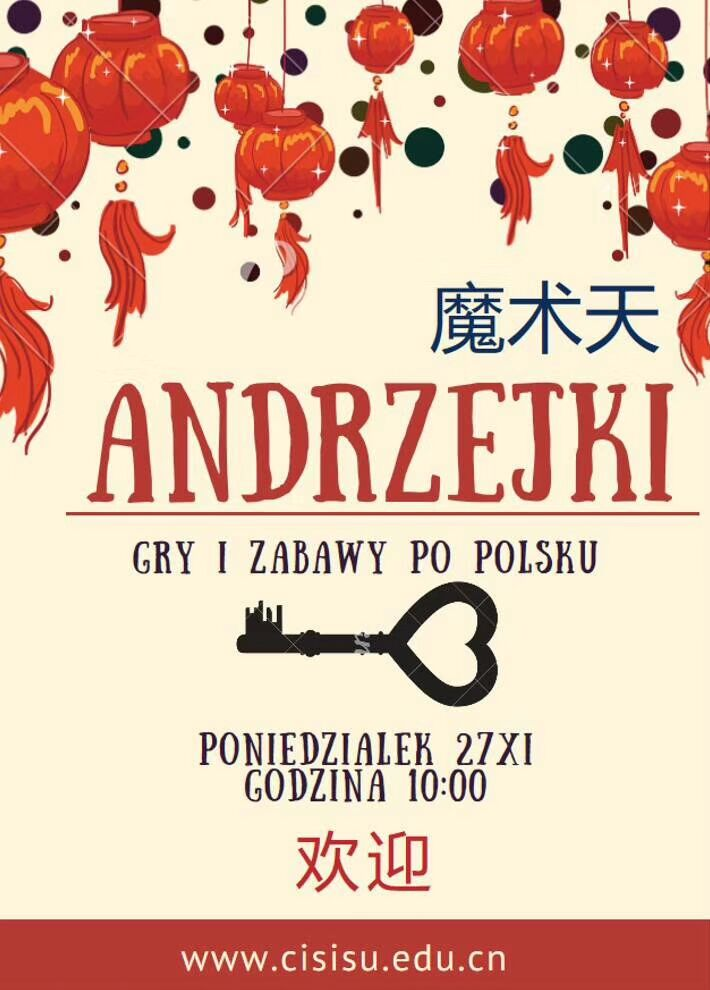 魔术天
ANDRZEJKI
GRY I ZABAWY PO POLSKU
PONIEDZIALEK 27XI
GODZINA 10:00
欢迎
www.cisisu.edu.cn